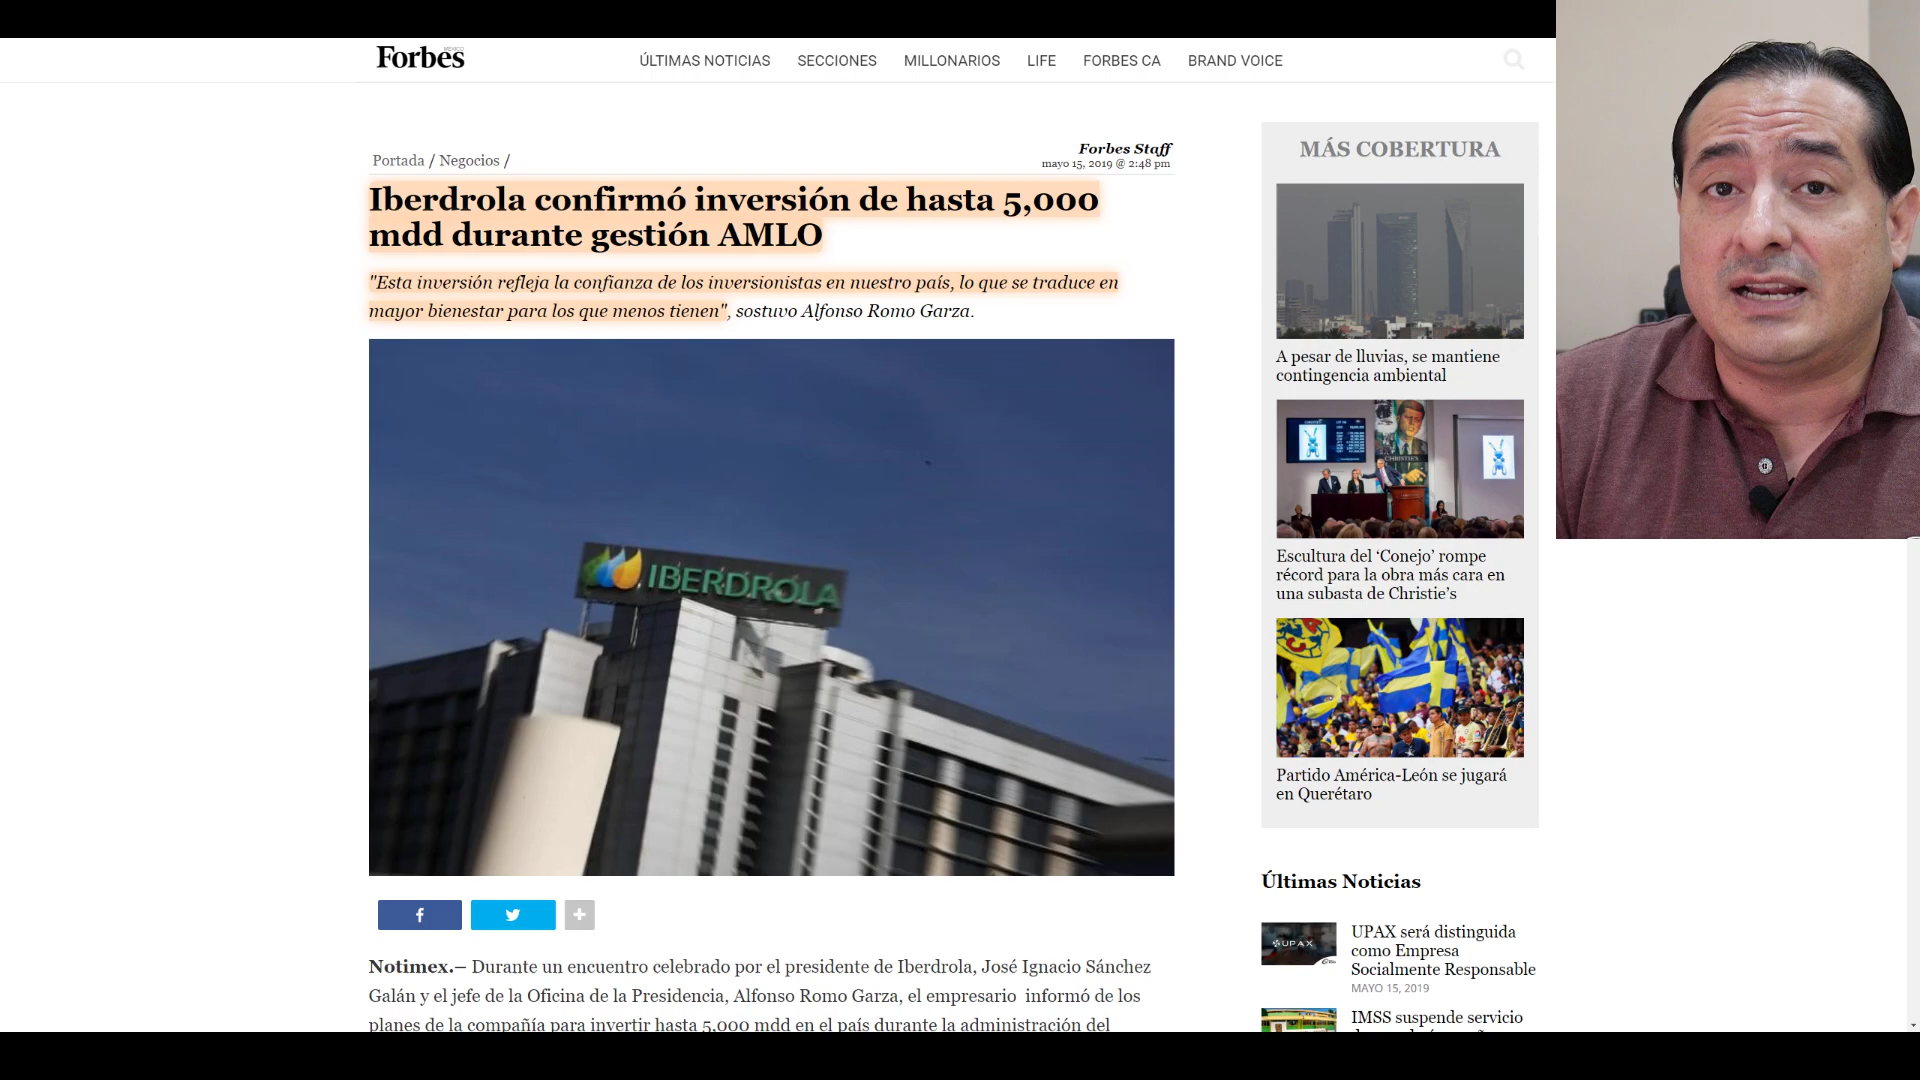 Forbes
MÉXICO
ÚLTIMAS NOTICIAS SECCIONES MILLONARIOS LIFE FORBES CA BRAND VOICE
Portada / Negocios /
Forbes Staff
mayo 15, 2019 @ 2:48 pm
Iberdrola confirmó inversión de hasta 5,000
mdd durante gestión AMLO
"Esta inversión refleja la confianza de los inversionistas en nuestro país, lo que se traduce en
mayor bienestar para los que menos tienen", sostuvo Alfonso Romo Garza.
IBERDROLA
Notimex.– Durante un encuentro celebrado por el presidente de Iberdrola, José Ignacio Sánchez
Galán y el jefe de la Oficina de la Presidencia, Alfonso Romo Garza, el empresario informó de los
planes de la compañía para invertir hasta 5,000 mdd en el país durante la administración del
MÁS COBERTURA
A pesar de lluvias, se mantiene
contingencia ambiental
CHRISTIE'S
Escultura del ‘Conejo’ rompe
récord para la obra más cara en
una subasta de Christie’s
Partido América-León se jugará
en Querétaro
Últimas Noticias
UPAX
UPAX será distinguida
como Empresa
Socialmente Responsable
MAYO 15, 2019
IMSS suspende servicio